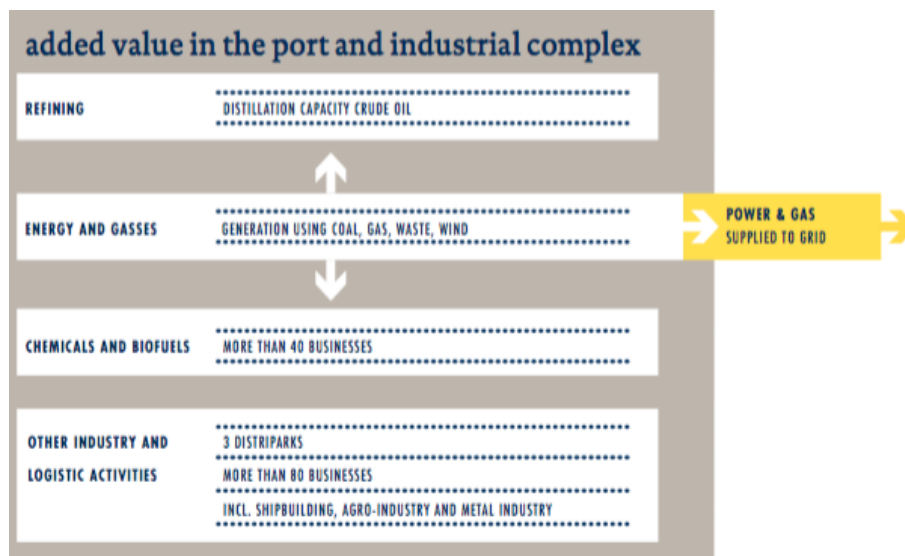 added value in the port and industrial complex
REFINING
DISTILLATION CAPACITY CRUDE OIL
ENERGY AND GASSES
GENERATION USING COAL, GAS, WASTE, WIND
POWER & GAS
SUPPLIED TO GRID
CHEMICALS AND BIOFUELS
MORE THAN 40 BUSINESSES
OTHER INDUSTRY AND
LOGISTIC ACTIVITIES
3 DISTRIPARKS
MORE THAN 80 BUSINESSES
INCL. SHIPBUILDING, AGRO-INDUSTRY AND METAL INDUSTRY